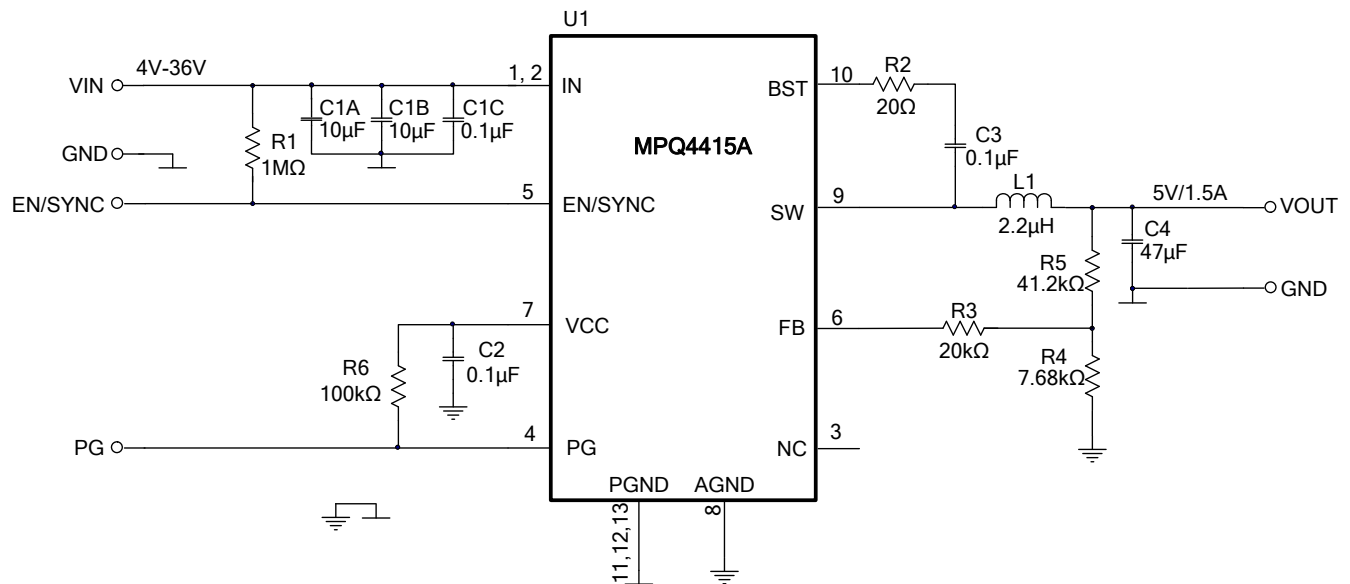 U1
VIN
4V-36V
1, 2
IN
C1A
10µF
C1B
10µF
C1C
0.1µF
R1
1MΩ
GND
EN/SYNC
5
EN/SYNC
MPQ4415A
BST
10
R2
20Ω
C3
0.1µF
SW
9
L1
2.2µH
5V/1.5A
VOUT
C4
47µF
R5
41.2kΩ
GND
7
VCC
C2
0.1µF
R6
100kΩ
FB
6
R3
20kΩ
R4
7.68kΩ
PG
4
PG
NC
3
PGND
AGND
11,12,13
8